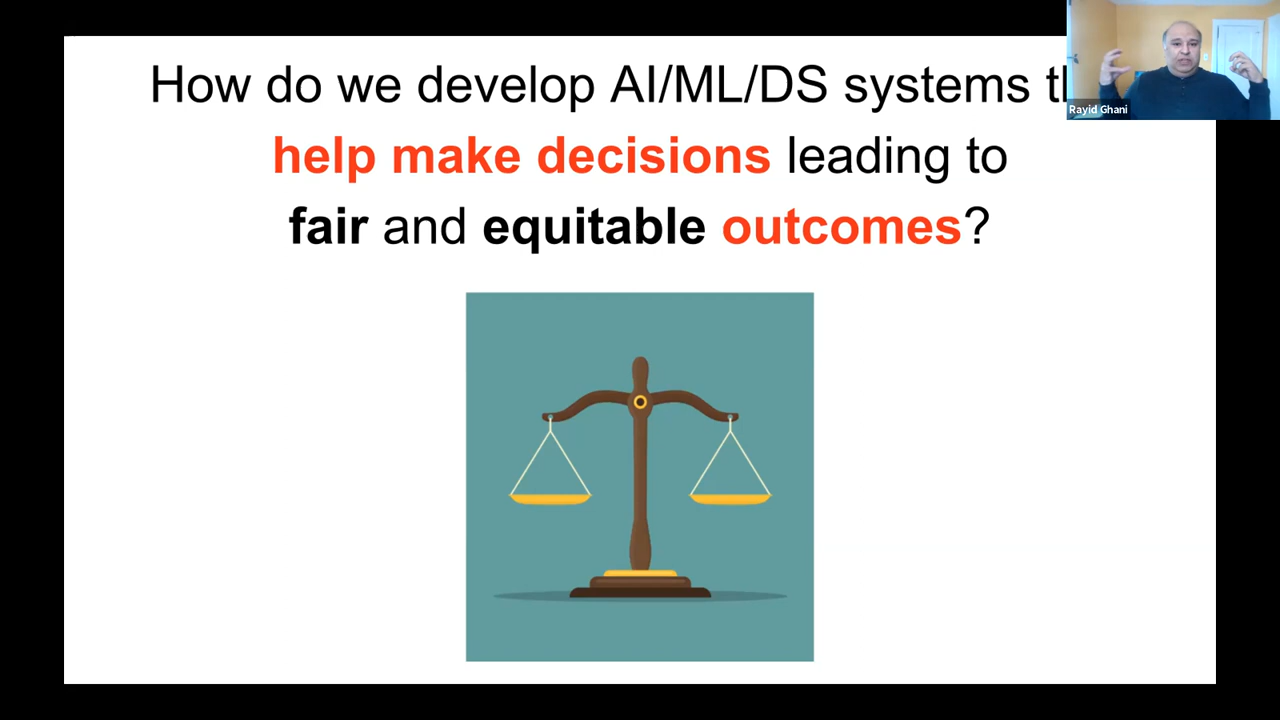 How do we develop AI/ML/DS systems
help make decisions leading to
fair and equitable outcomes?
Rayid Ghani